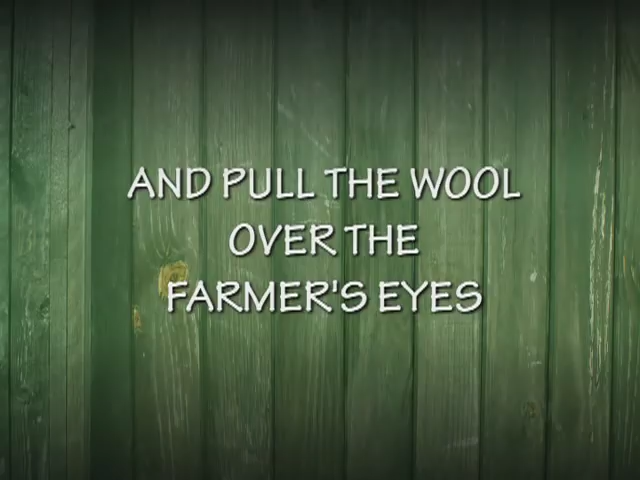 AND PULL THE WOOL
OVER THE
FARMER'S EYES